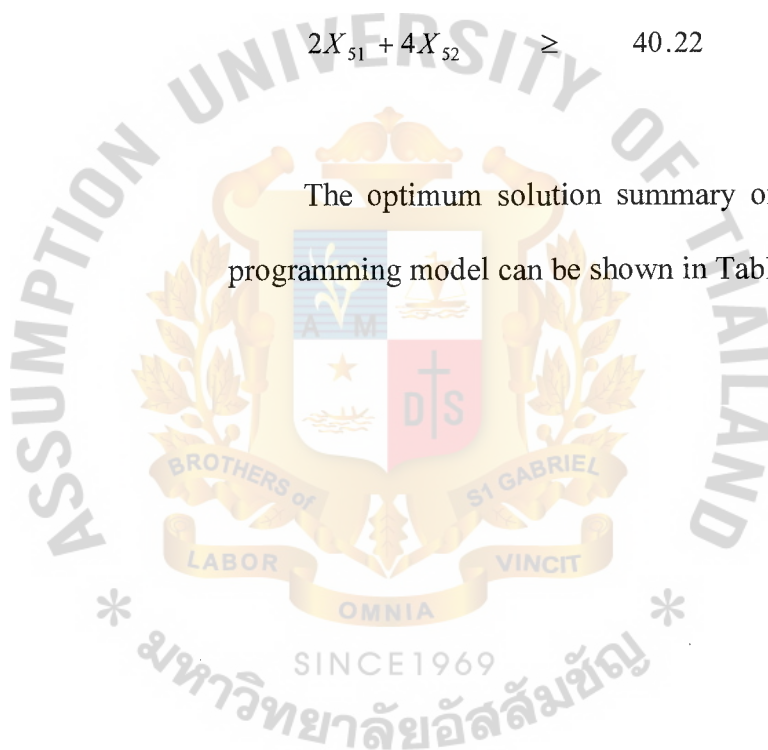 2X₅₁ + 4X₅₂ ≥ 40.22
UNIVERSITY OF THAILAND
The optimum solution summary of
programming model can be shown in Tabl
ASSUMPTION
A M
D S
BROTHERS of
S1 GABRIEL
LABOR
VINCIT
OMNIA
* *
SINCE1969
มหาวิทยาลัยอัสสัมชัญ